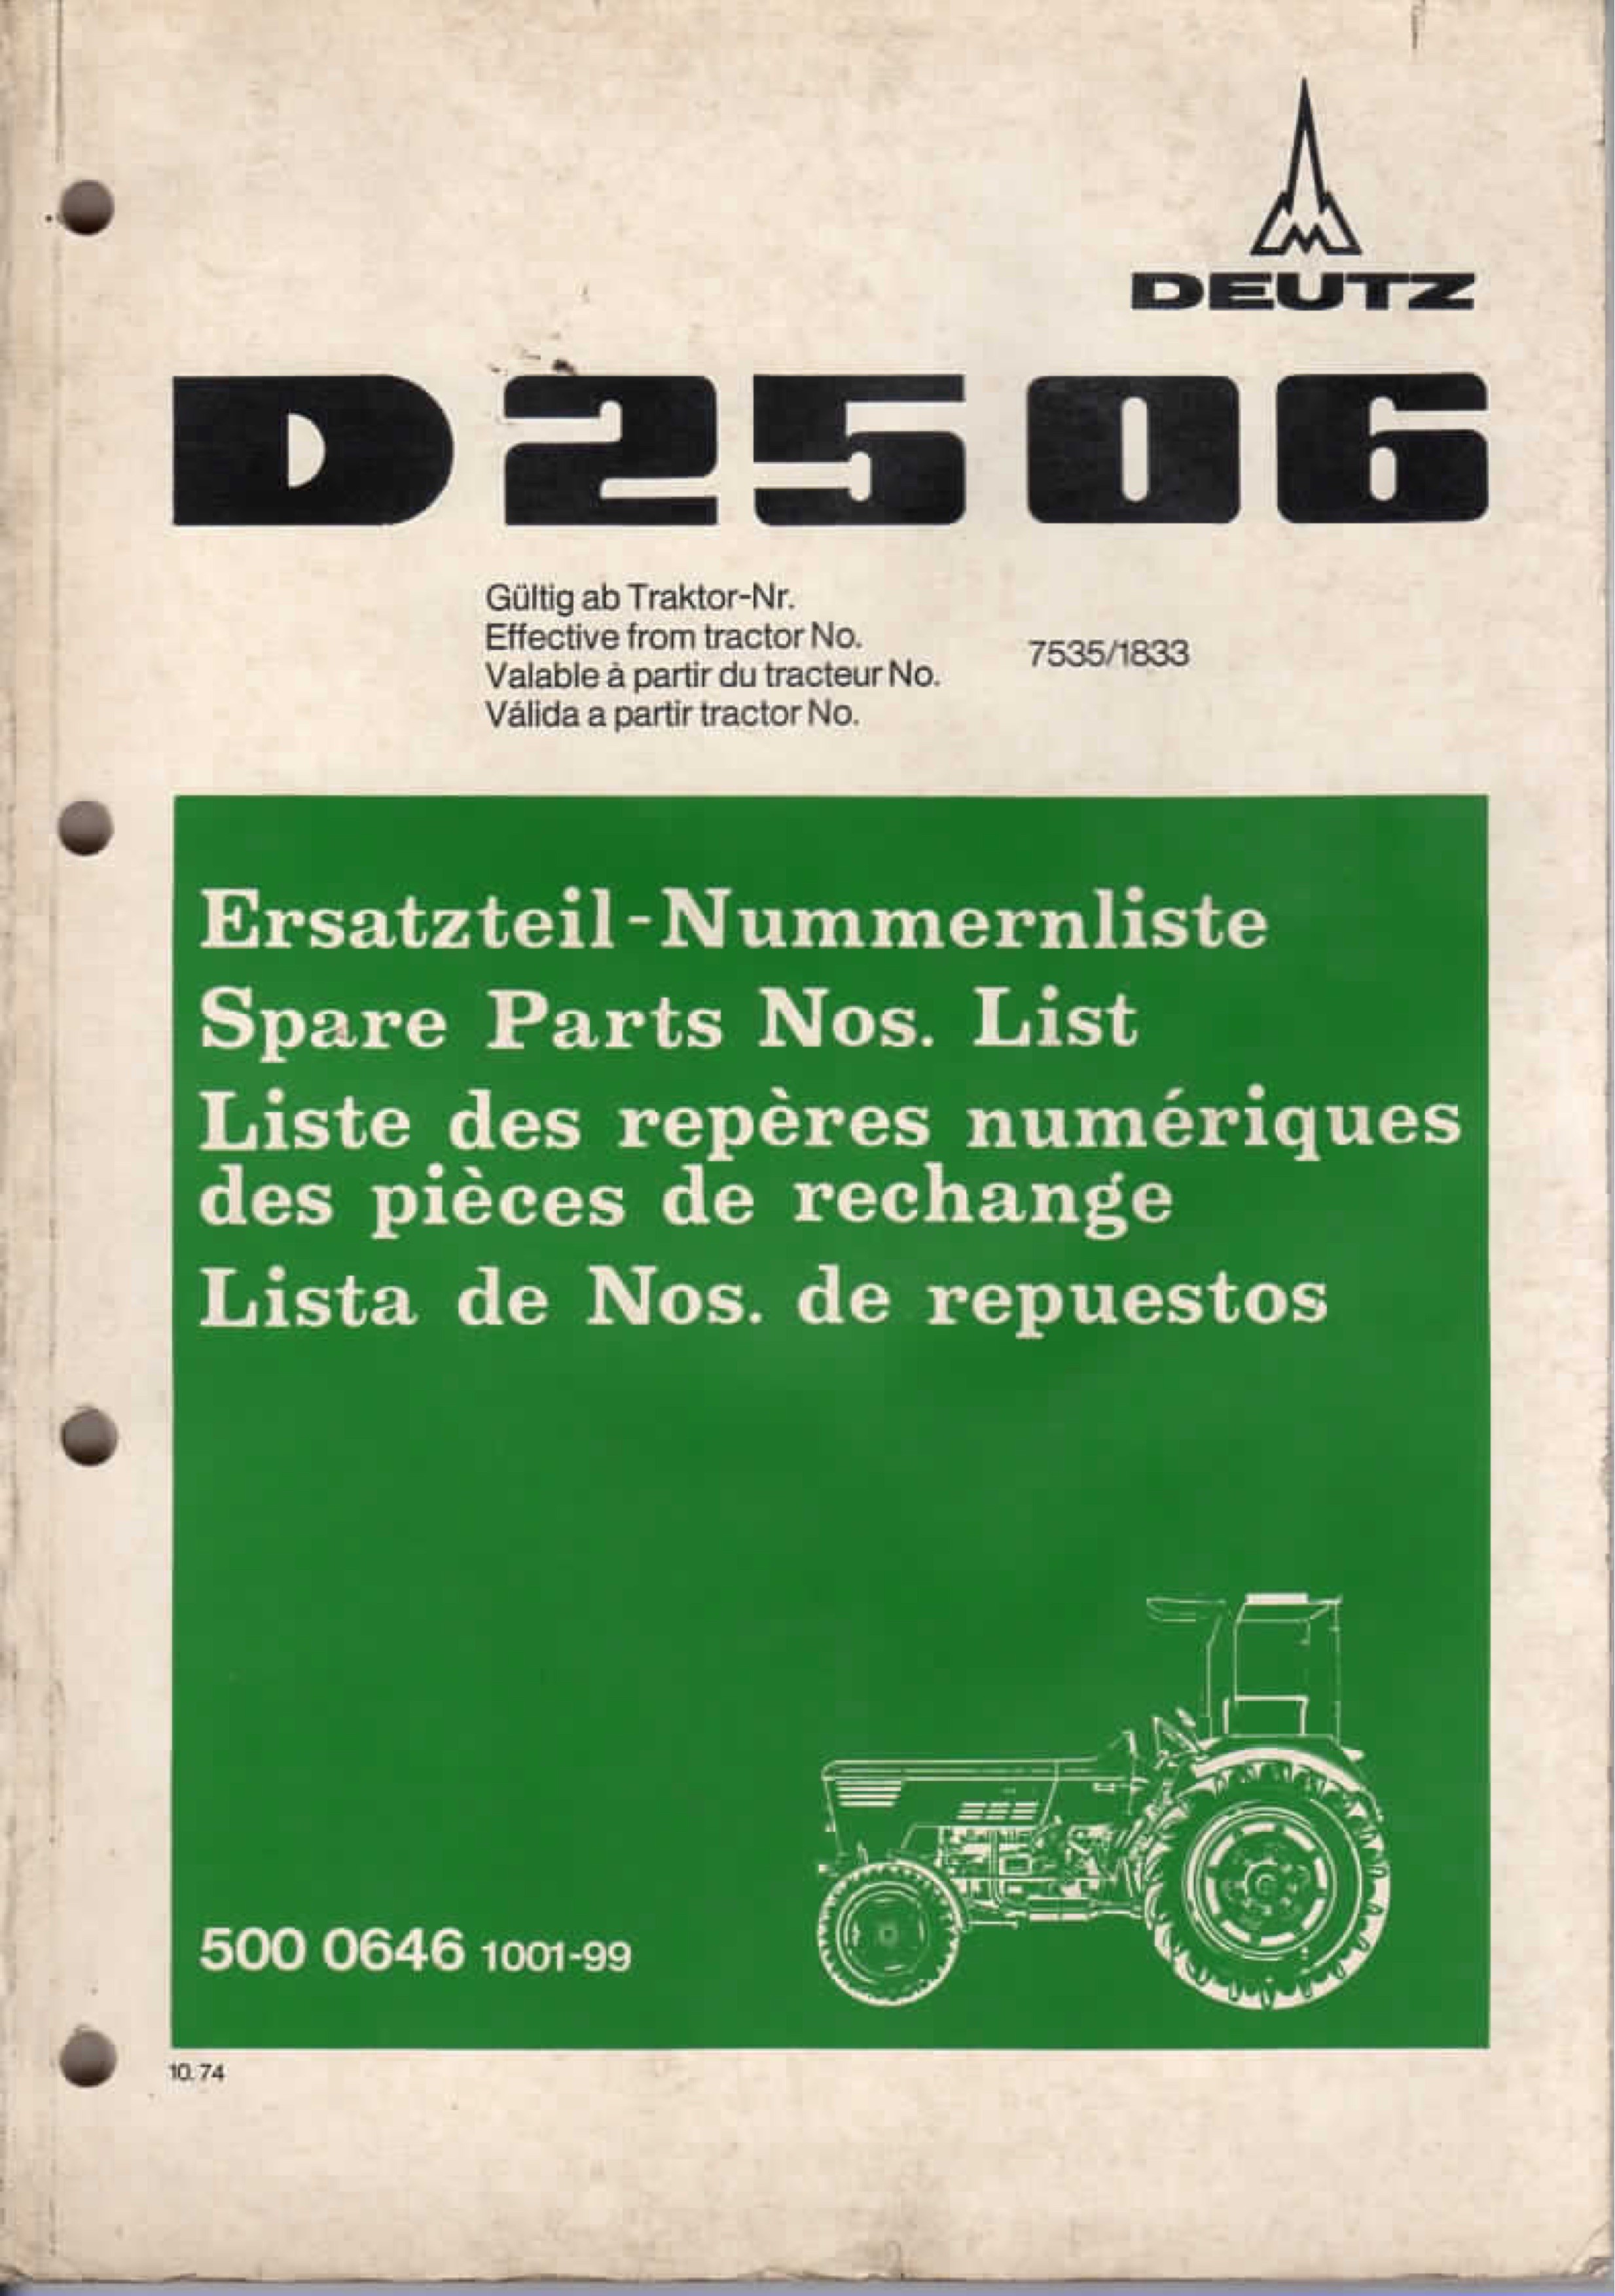 DEUTZ
D 25 06
Gültig ab Traktor-Nr.
Effective from tractor No.
Valable à partir du tracteur No.
Válida a partir tractor No.
7535/1833
Ersatzteil-Nummernliste
Spare Parts Nos. List
Liste des repères numériques
des pièces de rechange
Lista de Nos. de repuestos
500 0646 1001-99
10.74